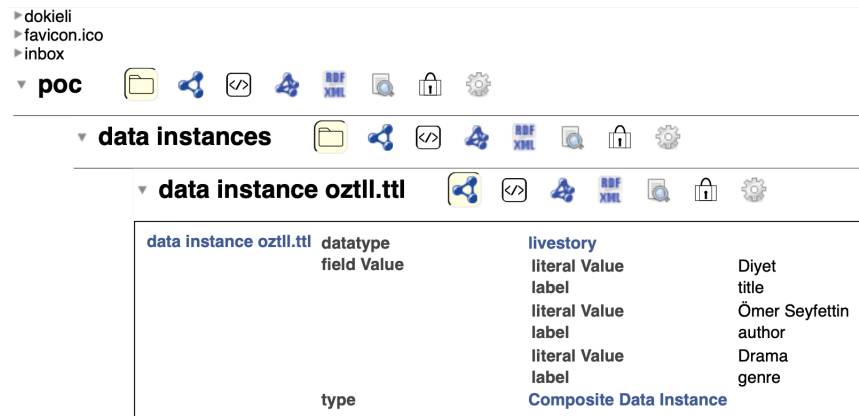 dokieli
favicon.ico
inbox
poc </> RDF XML
data instances </> RDF XML
data instance oztll.ttl </> RDF XML
data instance oztll.ttl datatype livestory
field Value literal Value Diyet
label title
literal Value Ömer Seyfettin
label author
literal Value Drama
label genre
type Composite Data Instance